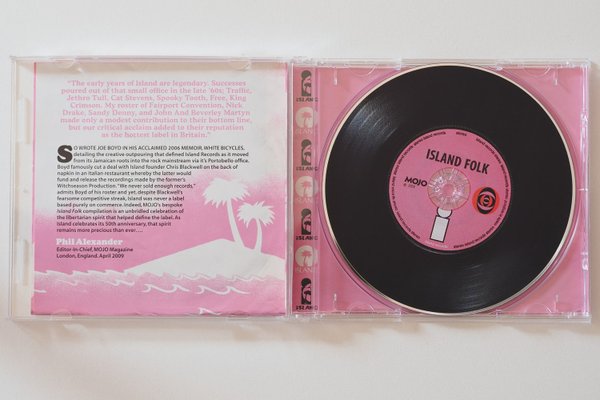 "The early years of Island are legendary. Successes
poured out of that small office in the late '60s; Traffic,
Jethro Tull, Cat Stevens, Spooky Tooth, Free, King
Crimson. My roster of Fairport Convention, Nick
Drake, Sandy Denny, and John And Beverley Martyn
made only a modest contribution to their bottom line,
but our critical acclaim added to their reputation
as the hottest label in Britain."
SO WROTE JOE BOYD IN HIS ACCLAIMED 2006 MEMOIR, WHITE BICYCLES,
detailing the creative outpouring that defined Island Records as it moved
from its Jamaican roots into the rock mainstream via it's Portobello office.
Boyd famously cut a deal with Island founder Chris Blackwell on the back of
napkin in an Italian restaurant whereby the latter would
fund and release the recordings made by the former's
Witchseason Production. "We never sold enough records,"
admits Boyd of his roster and yet, despite Blackwell's
fearsome competitive streak, Island was never a label
based purely on commerce. Indeed, MOJO's bespoke
Island Folk compilation is an unbridled celebration of
the libertarian spirit that helped define the label. As
Island celebrates its 50th anniversary, that spirit
remains more precious than ever. . .
Phil Alexander
Editor-in-Chief, MOJO Magazine
London, England. April 2009
ISLAND
ISLAND
ISLAND
ISLAND
ISLAND
ISLAND
ISLAND FOLK
MOJO